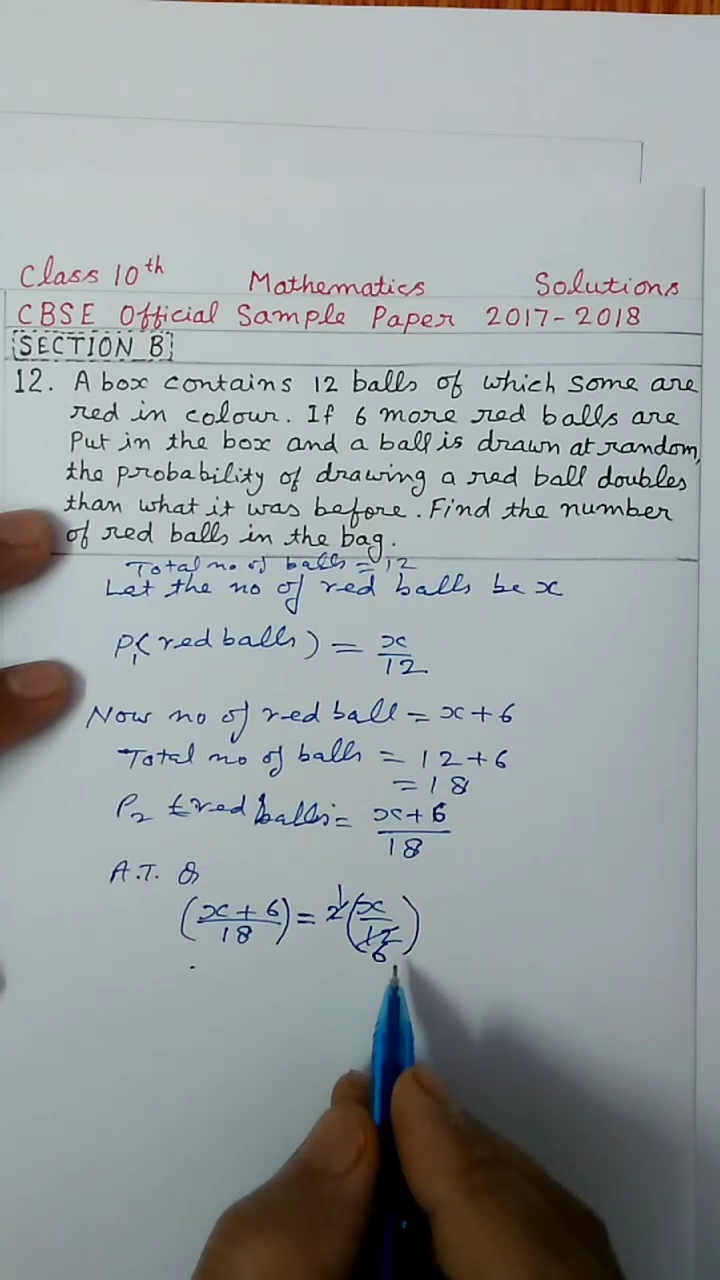 Class 10th Mathematics Solutions
CBSE Official Sample Paper 2017-2018
SECTION B
12. A box contains 12 balls of which some are
red in colour. If 6 more red balls are
Put in the box and a ball is drawn at random,
the probability of drawing a red ball doubles
than what it was before. Find the number
of red balls in the bag.
Total no of balls = 12
Let the no of red balls be x
P₁(red balls) = x/12
Now no of red ball = x+6
Total no of balls = 12+6
= 18
P₂ (red balls) = x+6/18
A.T.Q
(x+6/18) = 2(x/12)
1
6